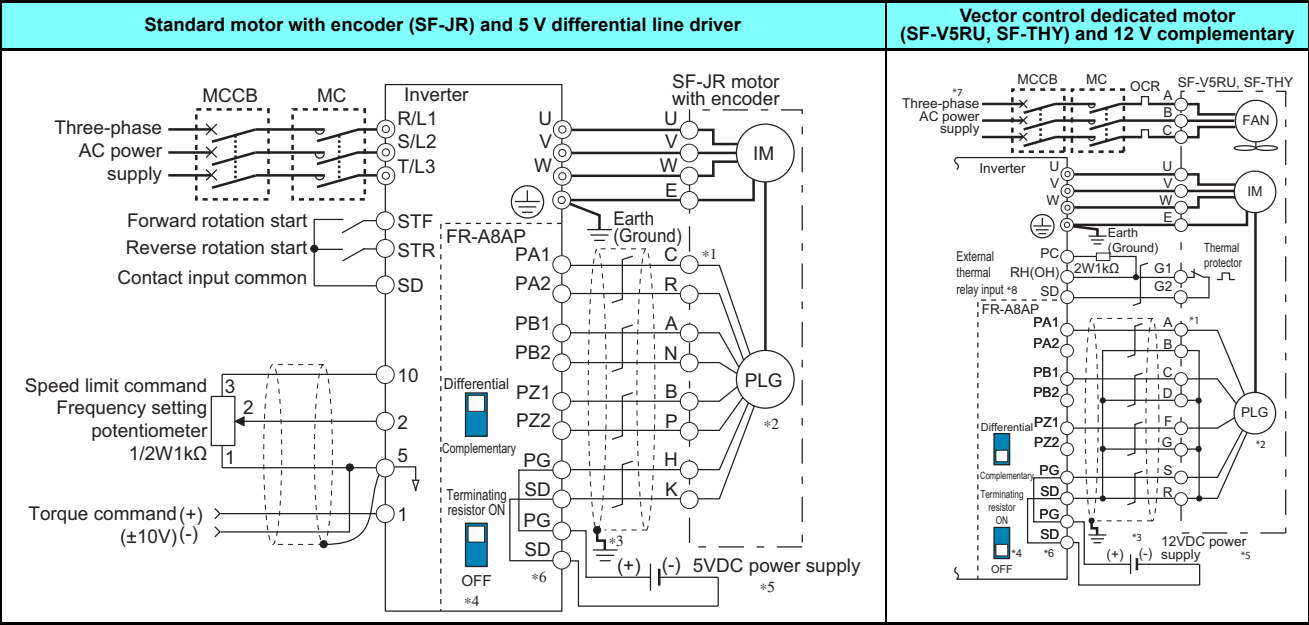 Standard motor with encoder (SF-JR) and 5 V differential line driver
MCCB
MC
Inverter
SF-JR motor
with encoder
Three-phase
AC power
supply
R/L1
S/L2
T/L3
U
V
W
U
V
W
E
IM
Earth
(Ground)
Forward rotation start
Reverse rotation start
Contact input common
STF
STR
SD
FR-A8AP
PA1
PA2
PB1
PB2
PZ1
PZ2
PG
SD
PG
SD
C
R
A
N
B
P
H
K
*1
PLG
*2
Differential
Complementary
Terminating
resistor ON
OFF
*4
*6
*3
(+)
(-)
5VDC power supply
*5
Speed limit command
Frequency setting
potentiometer
1/2W1kΩ
3
2
1
10
2
5
1
Torque command(+)
(±10V)(-)
Vector control dedicated motor
(SF-V5RU, SF-THY) and 12 V complementary
MCCB
MC
OCR
SF-V5RU, SF-THY
*7
Three-phase
AC power
supply
A
B
C
FAN
Inverter
U
V
W
U
V
W
E
IM
Earth
(Ground)
External
thermal
relay input *8
PC
RH(OH)
SD
2W1kΩ
G1
G2
Thermal
protector
FR-A8AP
PA1
PA2
PB1
PB2
PZ1
PZ2
PG
SD
PG
SD
A
B
C
D
F
G
S
R
*1
PLG
*2
Differential
Complementary
Terminating
resistor
ON
*4
OFF
*6
*3
(+)
(-)
12VDC power
supply
*5